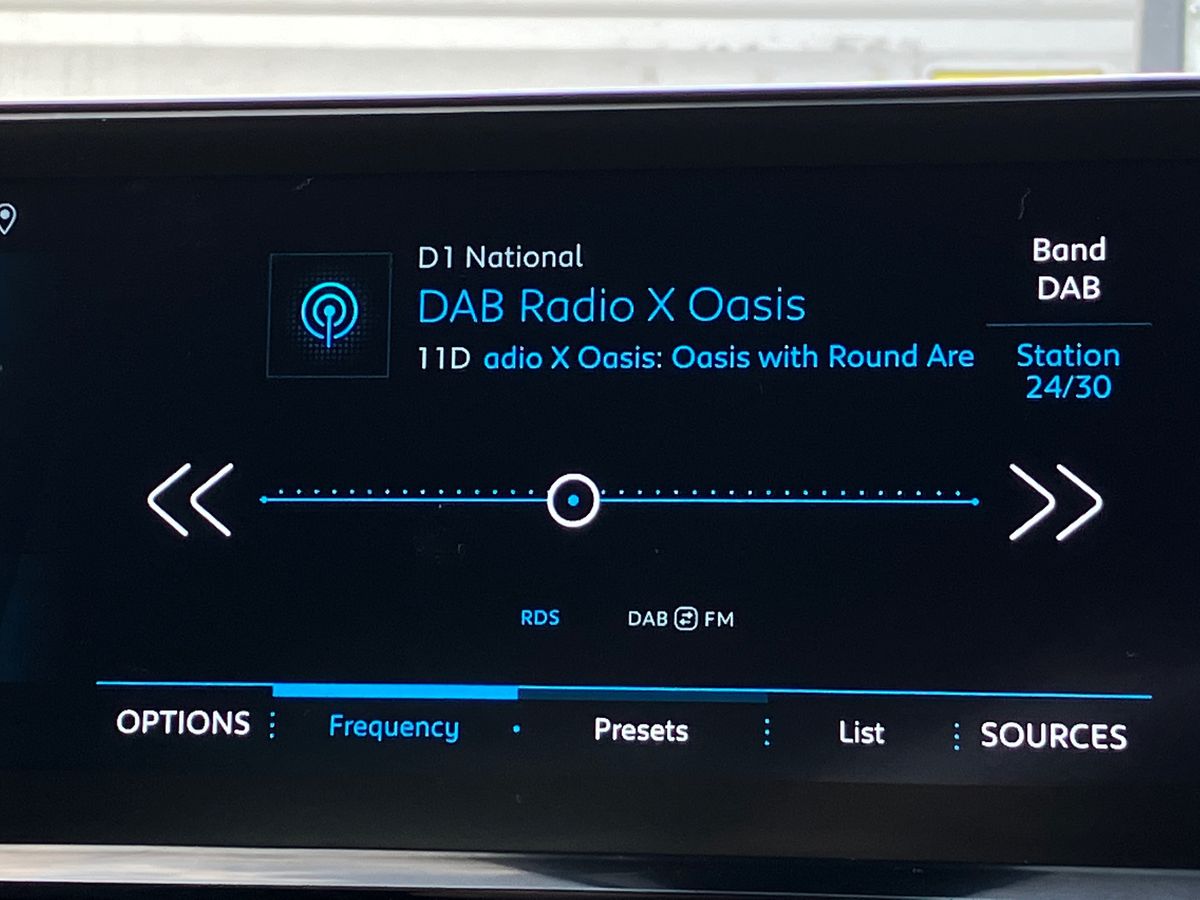 D1 National
DAB Radio X Oasis
11D adio X Oasis: Oasis with Round Are
Band
DAB
Station
24/30
RDS
DAB FM
OPTIONS
Frequency
Presets
List
SOURCES